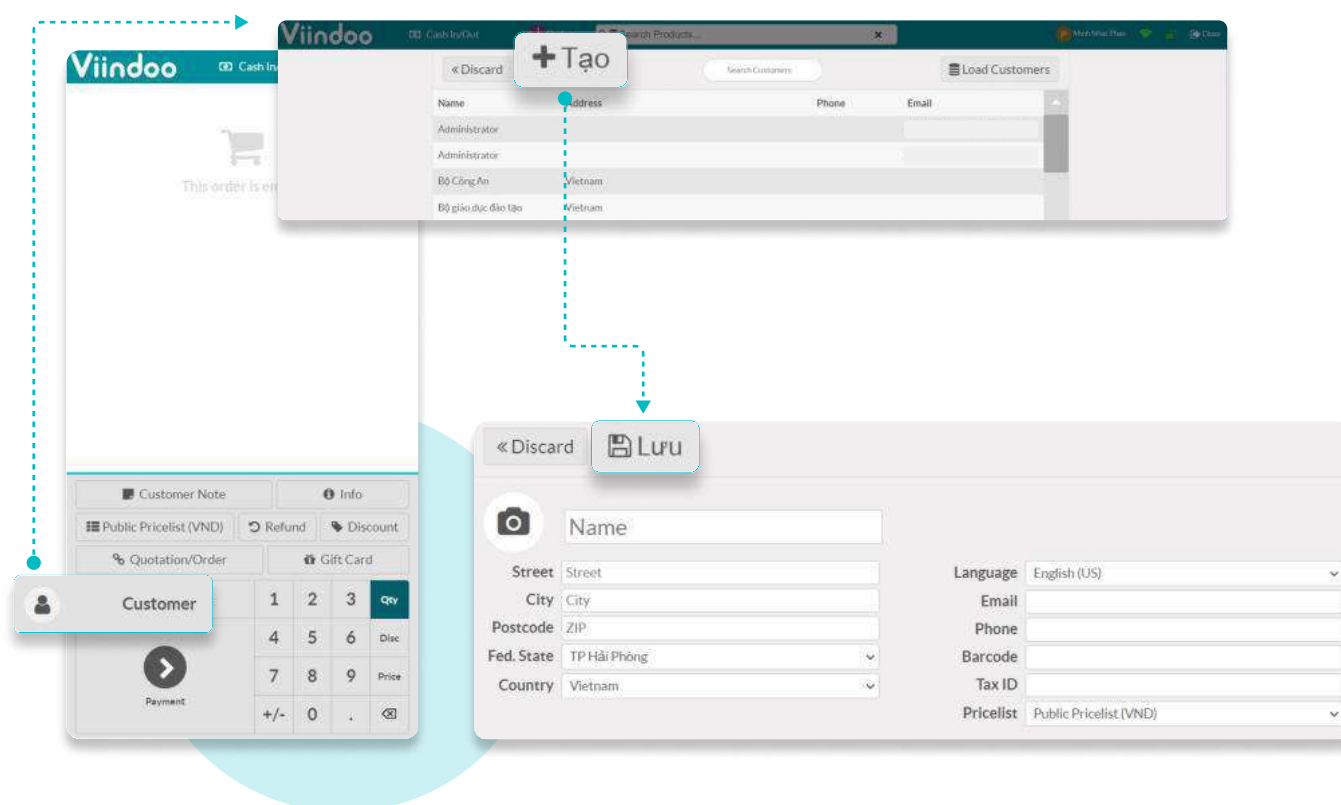 Viindoo
Cash In/Out
Search Products...
Minh Nhat Phan
Close
« Discard
+ Tạo
Search Customers
Load Customers
Name Address Phone Email
Administrator
Administrator
Bộ Công An Vietnam
Bộ giáo dục đào tạo Vietnam
Viindoo
Cash In
This order is em
Customer Note
Info
Public Pricelist (VND)
Refund
Discount
Quotation/Order
Gift Card
Customer
1 2 3 Qty
4 5 6 Disc
7 8 9 Price
+/- 0 .
Payment
« Discard
Lưu
Name
Street Street
City City
Postcode ZIP
Fed. State TP Hải Phòng
Country Vietnam
Language English (US)
Email
Phone
Barcode
Tax ID
Pricelist Public Pricelist (VND)